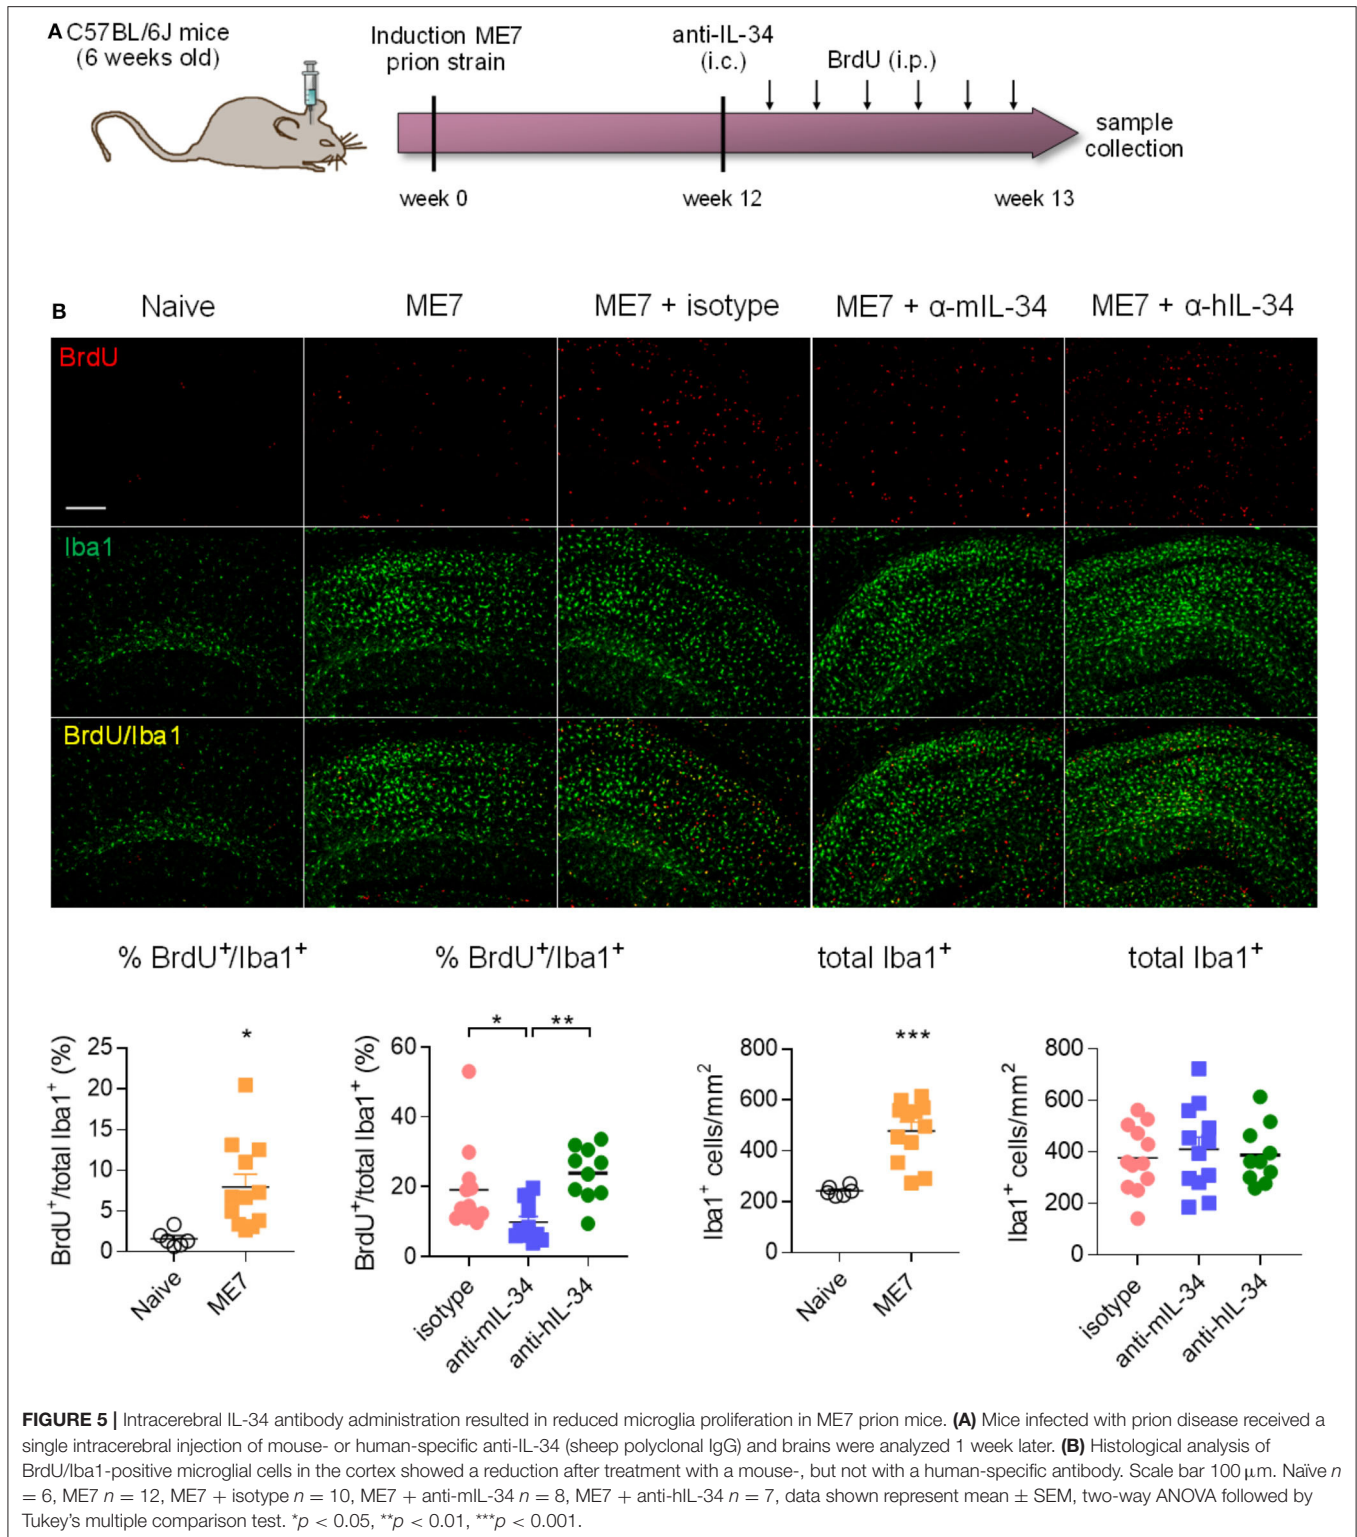 A C57BL/6J mice
(6 weeks old)
Induction ME7
prion strain
anti-IL-34
(i.c.)
BrdU (i.p.)
sample
collection
week 0
week 12
week 13
B
Naive
ME7
ME7 + isotype
ME7 + α-mIL-34
ME7 + α-hIL-34
BrdU
Iba1
BrdU/Iba1
% BrdU⁺/Iba1⁺
BrdU⁺/total Iba1⁺ (%)
25
20
15
10
5
0
*
Naive
ME7
% BrdU⁺/Iba1⁺
BrdU⁺/total Iba1⁺ (%)
60
40
20
0
*
**
isotype
anti-mIL-34
anti-hIL-34
total Iba1⁺
Iba1⁺ cells/mm²
800
600
400
200
0
***
Naive
ME7
total Iba1⁺
Iba1⁺ cells/mm²
800
600
400
200
0
isotype
anti-mIL-34
anti-hIL-34
FIGURE 5 | Intracerebral IL-34 antibody administration resulted in reduced microglia proliferation in ME7 prion mice. (A) Mice infected with prion disease received a
single intracerebral injection of mouse- or human-specific anti-IL-34 (sheep polyclonal IgG) and brains were analyzed 1 week later. (B) Histological analysis of
BrdU/Iba1-positive microglial cells in the cortex showed a reduction after treatment with a mouse-, but not with a human-specific antibody. Scale bar 100 μm. Naïve n
= 6, ME7 n = 12, ME7 + isotype n = 10, ME7 + anti-mIL-34 n = 8, ME7 + anti-hIL-34 n = 7, data shown represent mean ± SEM, two-way ANOVA followed by
Tukey's multiple comparison test. *p < 0.05, **p < 0.01, ***p < 0.001.